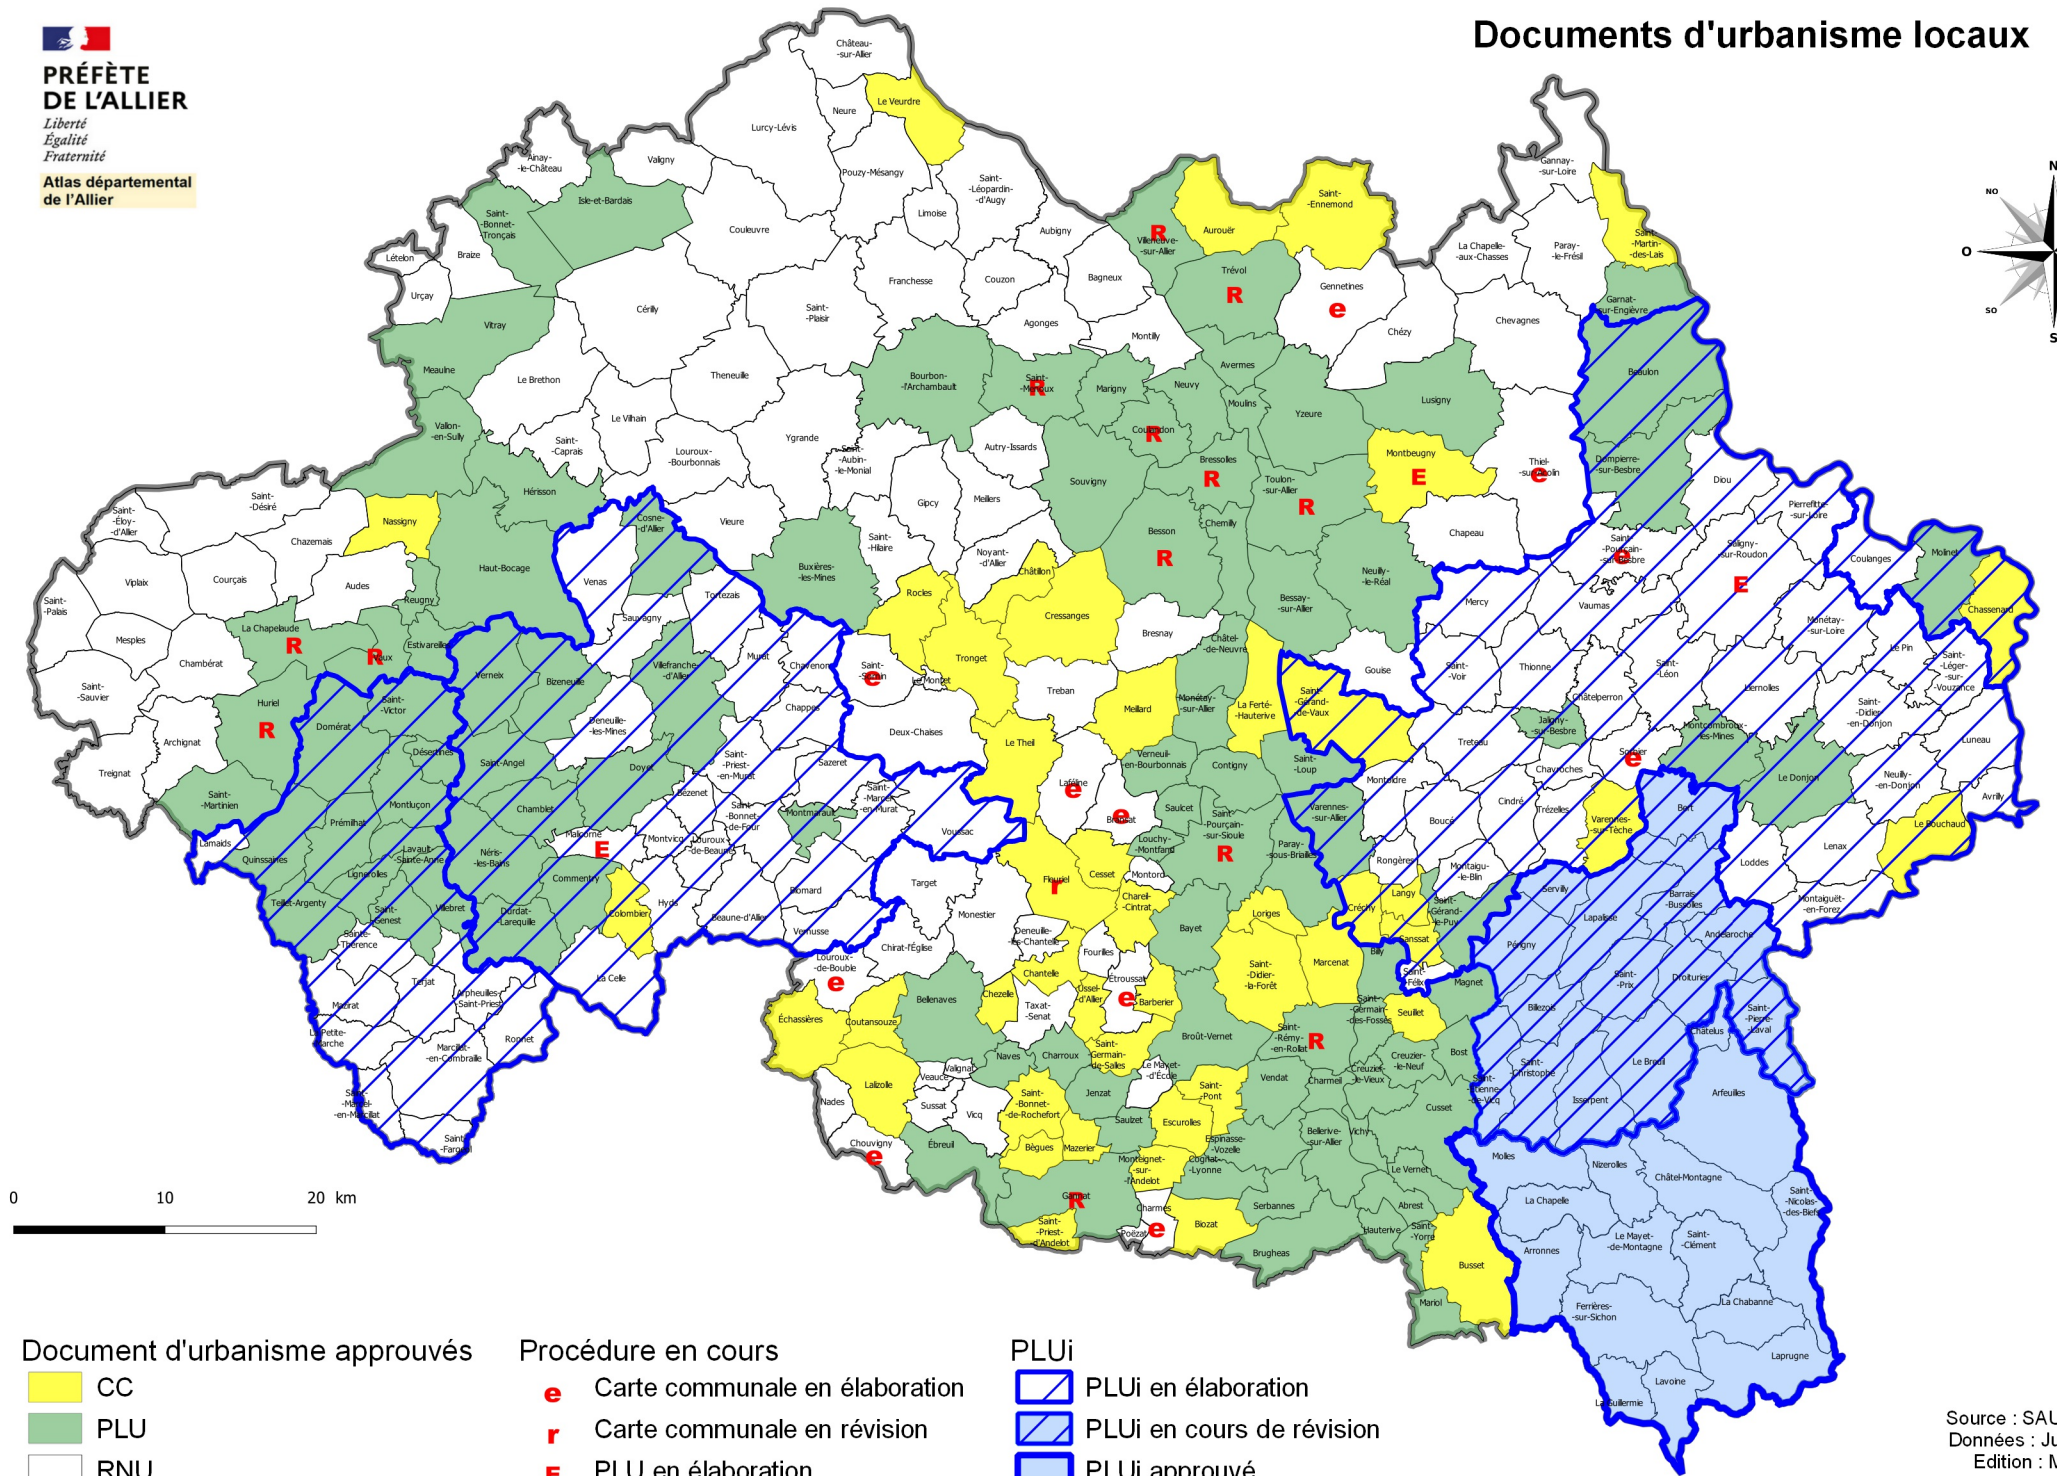 Documents d'urbanisme locaux
PRÉFÈTE
DE L'ALLIER
Liberté
Égalité
Fraternité
Atlas départemental
de l'Allier
N
NO
O
SO
S
Château-
-sur-Allier
Le Veurdre
Neure
Lurcy-Lévis
Pouzy-Mésangy
Ainay-
-le-Château
Valigny
Isle-et-Bardais
Saint-
-Bonnet-
-Tronçais
Couleuvre
Limoise
Saint-
-Léopardin-
-d'Augy
Aubigny
Braize
Lételon
Urçay
Vitray
Meaulne
Cérilly
Saint-
-Plaisir
Franchesse
Couzon
Bagneux
Agonges
Montilly
Villeneuve-
-sur-Allier
R
Aurouër
Saint-
-Ennemond
Trévol
R
Gennetines
e
Chézy
Gannay-
-sur-Loire
La Chapelle-
-aux-Chasses
Paray-
-le-Frésil
Saint-
-Martin-
-des-Lais
Garnat-
-sur-Engièvre
Chevagnes
Beaulon
Le Brethon
Theneuille
Bourbon-
-l'Archambault
Saint-
-Menoux
R
Marigny
Neuvy
Avermes
Moulins
Yzeure
Lusigny
Vallon-
-en-Sully
Le Vilhain
Saint-
-Caprais
Louroux-
-Bourbonnais
Ygrande
Saint-
-Aubin-
-le-Monial
Autry-Issards
Coulandon
R
Bressolles
R
Toulon-
-sur-Allier
R
Montbeugny
E
Thiel-
-sur-Acolin
e
Dompierre-
-sur-Besbre
Diou
Pierrefitte-
-sur-Loire
Hérisson
Nassigny
Saint-
-Désiré
Saint-
-Éloy-
-d'Allier
Chazemais
Audes
Courçais
Viplaix
Saint-
-Palais
Mesples
Haut-Bocage
Cosne-
-d'Allier
Vieure
Venas
Tortezais
Sauvagny
Buxières-
-les-Mines
Saint-
-Hilaire
Gipcy
Meillers
Noyant-
-d'Allier
Souvigny
Besson
R
Chemilly
Châtillon
Cressanges
Rocles
Neuilly-
-le-Réal
Bessay-
-sur-Allier
Chapeau
Saint-
-Pourçain-
-sur-Besbre
e
Saligny-
-sur-Roudon
E
Coulanges
Molinet
Chassenard
Mercy
Vaumas
Monétay-
-sur-Loire
Le Pin
Saint-
-Léger-
-sur-
-Vouzance
Reugny
Estivareilles
La Chapelaude
R
Vaux
R
Chambérat
Saint-
-Sauvier
Huriel
R
Archignat
Treignat
Saint-
-Martinien
Domérat
Saint-
-Victor
Verneix
Bizeneuille
Villefranche-
-d'Allier
Murat
Chavenon
Chappes
Saint-
-Sornin
e
Le Montet
Tronget
Treban
Bresnay
Châtel-
-de-Neuvre
Meillard
Monétay-
-sur-Allier
La Ferté-
-Hauterive
Saint-
-Gérand-
-de-Vaux
Gouise
Saint-
-Voir
Thionne
Saint-
-Léon
Châtelperron
Liernolles
Saint-
-Didier-
-en-Donjon
Luneau
Jaligny-
-sur-Besbre
Montcombroux-
-les-Mines
Le Donjon
Neuilly-
-en-Donjon
Avrilly
Le Bouchaud
Lenax
Loddes
Montaiguët-
-en-Forez
Désertines
Saint-Angel
Deneuille-
-les-Mines
Doyet
Saint-
-Priest-
-en-Murat
Sazeret
Deux-Chaises
Le Theil
Laféline
e
Bransat
e
Verneuil-
-en-Bourbonnais
Contigny
Saint-
-Loup
Treteau
Montoldre
Chavroches
Sorbier
e
Cindré
Trézelles
Varennes-
-sur-Tèche
Bert
Boucé
Rongères
Montaigu-
-le-Blin
Varennes-
-sur-Allier
Saulcet
Saint-
-Pourçain-
-sur-Sioule
R
Louchy-
-Montfand
Montord
Paray-
-sous-Briailles
Montluçon
Prémilhat
Lamaids
Quinssaines
Lavault-
-Sainte-Anne
Lignerolles
Teillet-Argenty
Saint-
-Genest
Villebret
Sainte-
-Thérence
Chamblet
Néris-
-les-Bains
Malicorne
E
Commentry
Durdat-
-Larequille
Colombier
Hyds
Montvicq
Bézenet
Saint-
-Bonnet-
-de-Four
Louroux-
-de-Beaune
Montmarault
Saint-
-Marcel-
-en-Murat
Voussac
Blomard
Beaune-d'Allier
Vernusse
Target
Monestier
Chirat-l'Église
Fleuriel
r
Cesset
Chareil-
-Cintrat
Deneuille-
-lès-Chantelle
Fourilles
Chantelle
Étroussat
e
Ussel-
-d'Allier
Barberier
Bayet
Loriges
Saint-
-Didier-
-la-Forêt
Marcenat
Créchy
Langy
Sanssat
Saint-
-Gérand-
-le-Puy
Billy
Saint-
-Félix
Magnet
Périgny
Servilly
Lapalisse
Barrais-
-Bussolles
Andelaroche
Saint-
-Prix
Droiturier
Billezois
Saint-
-Pierre-
-Laval
Châtelus
Le Breuil
Saint-
-Christophe
Isserpent
Arfeuilles
Mazirat
Terjat
Arpheuilles-
-Saint-Priest
La Petite-
-Marche
Marcillat-
-en-Combraille
Ronnet
La Celle
Saint-
-Marcel-
-en-Marcillat
Saint-
-Fargeol
Louroux-
-de-Bouble
e
Échassières
Coutansouze
Bellenaves
Chezelle
Taxat-
-Senat
Lalizolle
Nades
Veauce
Valignat
Sussat
Vicq
Chouvigny
e
Ébreuil
Naves
Charroux
Saint-
-Germain-
-de-Salles
Saint-
-Bonnet-
-de-Rochefort
Jenzat
Le Mayet-
-d'École
Saulzet
Bègues
Mazerier
Gannat
R
Saint-
-Priest-
-d'Andelot
Monteignet-
-sur-
-l'Andelot
Charmes
e
Poëzat
Biozat
Broût-Vernet
Saint-
-Pont
Escurolles
Espinasse-
-Vozelle
Cognat-
-Lyonne
Saint-
-Rémy-
-en-Rollat
R
Saint-
-Germain-
-des-Fossés
Seuillet
Vendat
Charmeil
Creuzier-
-le-Vieux
Creuzier-
-le-Neuf
Bost
Saint-
-Étienne-
-de-Vicq
Cusset
Bellerive-
-sur-Allier
Vichy
Le Vernet
Abrest
Serbannes
Brugheas
Hauterive
Saint-
-Yorre
Busset
Mariol
Molles
Nizerolles
Châtel-Montagne
La Chapelle
Saint-
-Nicolas-
-des-Biefs
Arronnes
Le Mayet-
-de-Montagne
Saint-
-Clément
Ferrières-
-sur-Sichon
La Chabanne
Laprugne
Lavoine
La Guillermie
0 10 20 km
Document d'urbanisme approuvés
CC
PLU
RNU
Procédure en cours
e Carte communale en élaboration
r Carte communale en révision
E PLU en élaboration
PLUi
PLUi en élaboration
PLUi en cours de révision
PLUi approuvé
Source : SAU
Données : Ju
Edition : M